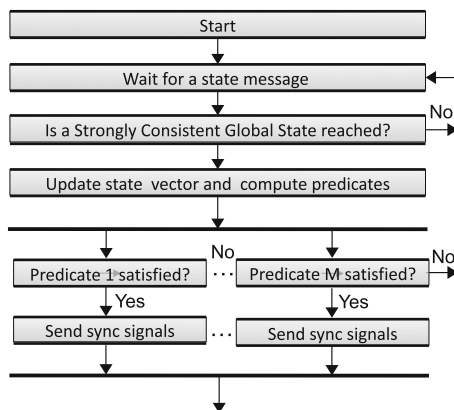 Start
Wait for a state message
Is a Strongly Consistent Global State reached?
No
Update state vector and compute predicates
Predicate 1 satisfied?
No
...
Predicate M satisfied?
No
Yes
Yes
Send sync signals
...
Send sync signals